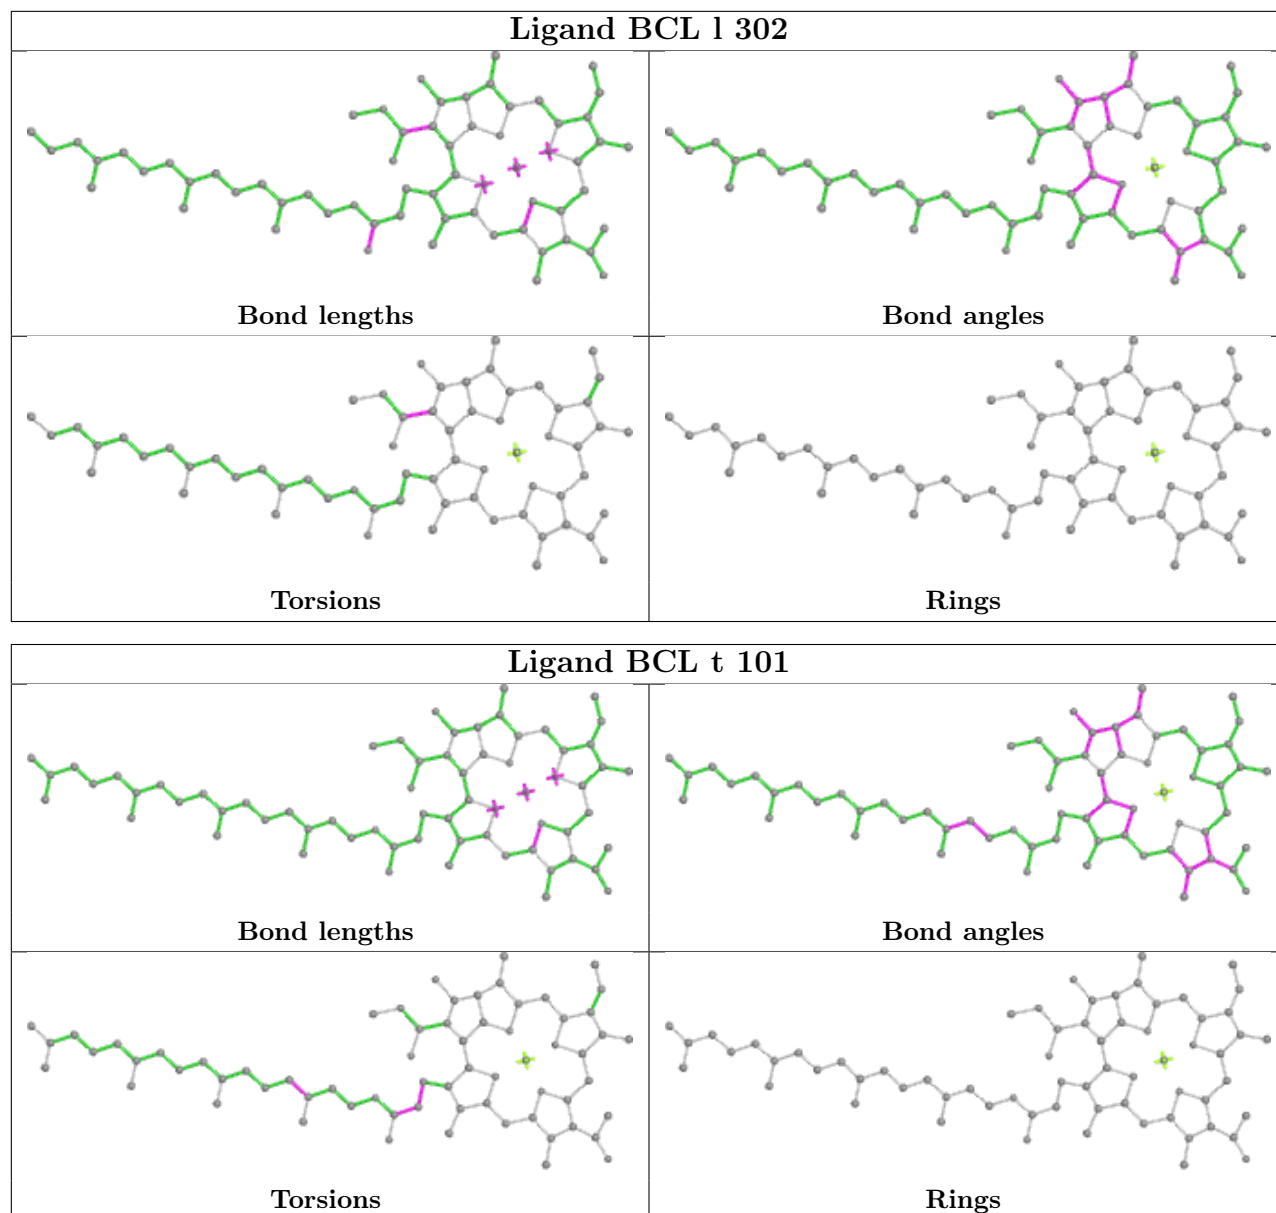 Ligand BCL l 302
Bond lengths
Bond angles
Torsions
Rings
Ligand BCL t 101
Bond lengths
Bond angles
Torsions
Rings